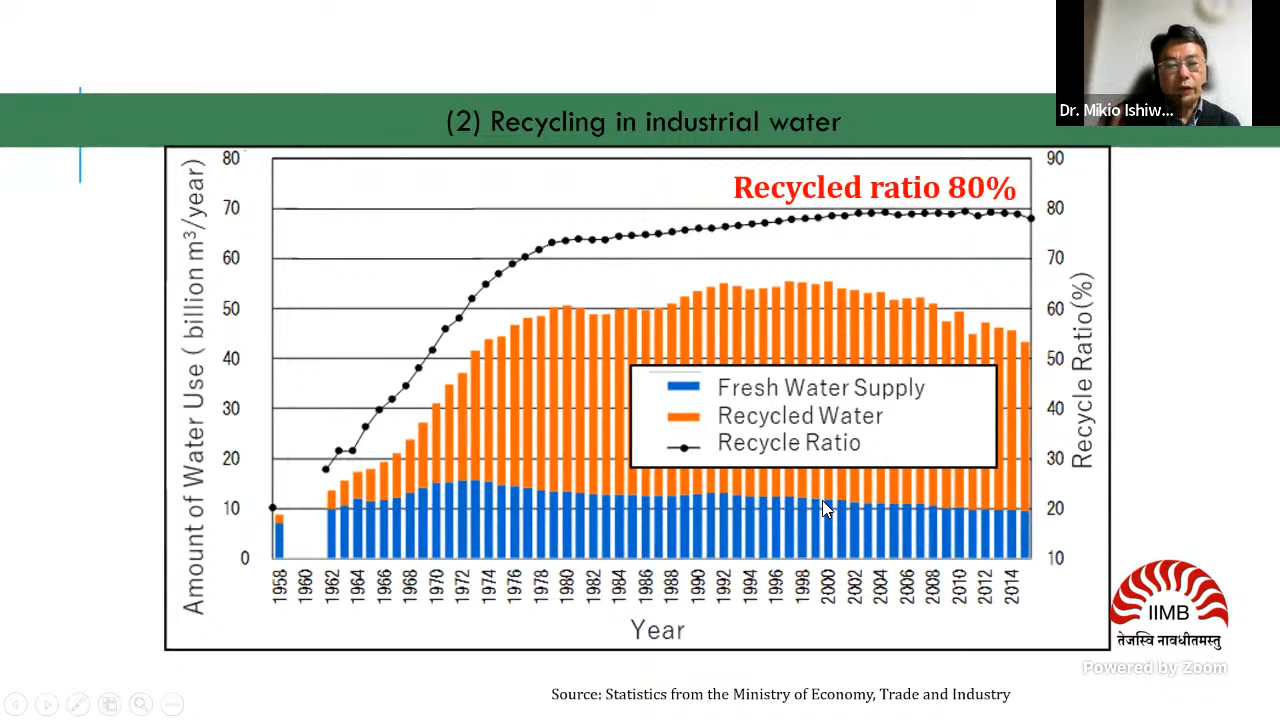 Dr. Mikio Ishiw...
(2) Recycling in industrial water
Recycled ratio 80%
Amount of Water Use ( billion m³/year)
80
70
60
50
40
30
20
10
0
90
80
70
60
50
40
30
20
10
Recycle Ratio(%)
Fresh Water Supply
Recycled Water
Recycle Ratio
1958 1960 1962 1964 1966 1968 1970 1972 1974 1976 1978 1980 1982 1984 1986 1988 1990 1992 1994 1996 1998 2000 2002 2004 2006 2008 2010 2012 2014
Year
IIMB
तेजस्वि नावधीतमस्तु
Powered by Zoom
Source: Statistics from the Ministry of Economy, Trade and Industry